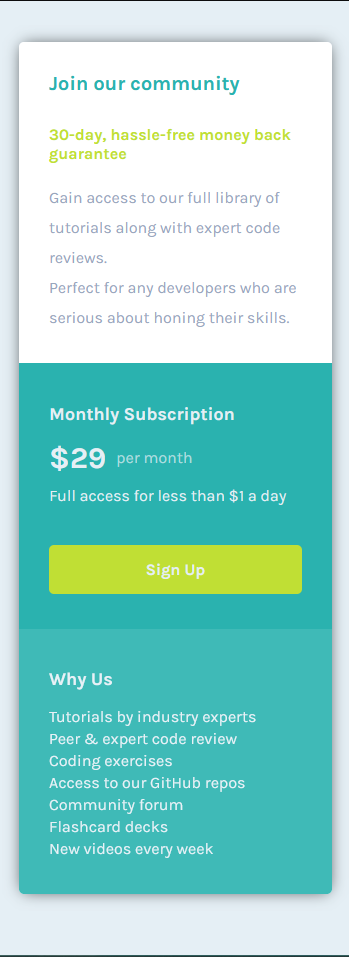 Join our community
30-day, hassle-free money back
guarantee
Gain access to our full library of
tutorials along with expert code
reviews.
Perfect for any developers who are
serious about honing their skills.
Monthly Subscription
$29 per month
Full access for less than $1 a day
Sign Up
Why Us
Tutorials by industry experts
Peer & expert code review
Coding exercises
Access to our GitHub repos
Community forum
Flashcard decks
New videos every week